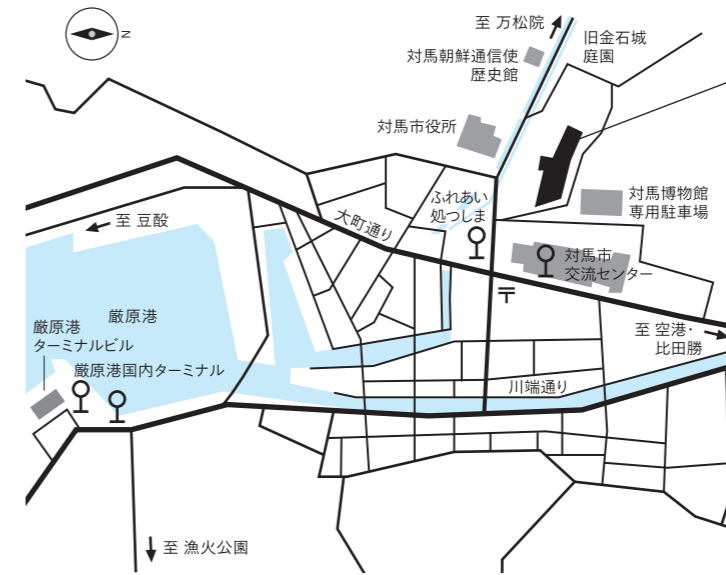 N
至 万松院
旧金石城
庭園
対馬朝鮮通信使
歴史館
対馬市役所
対馬博物館
専用駐車場
ふれあい
処つしま
大町通り
至 豆酘
対馬市
交流センター
〒
厳原港
厳原港
ターミナルビル
至 空港・
比田勝
厳原港国内ターミナル
川端通り
至 漁火公園